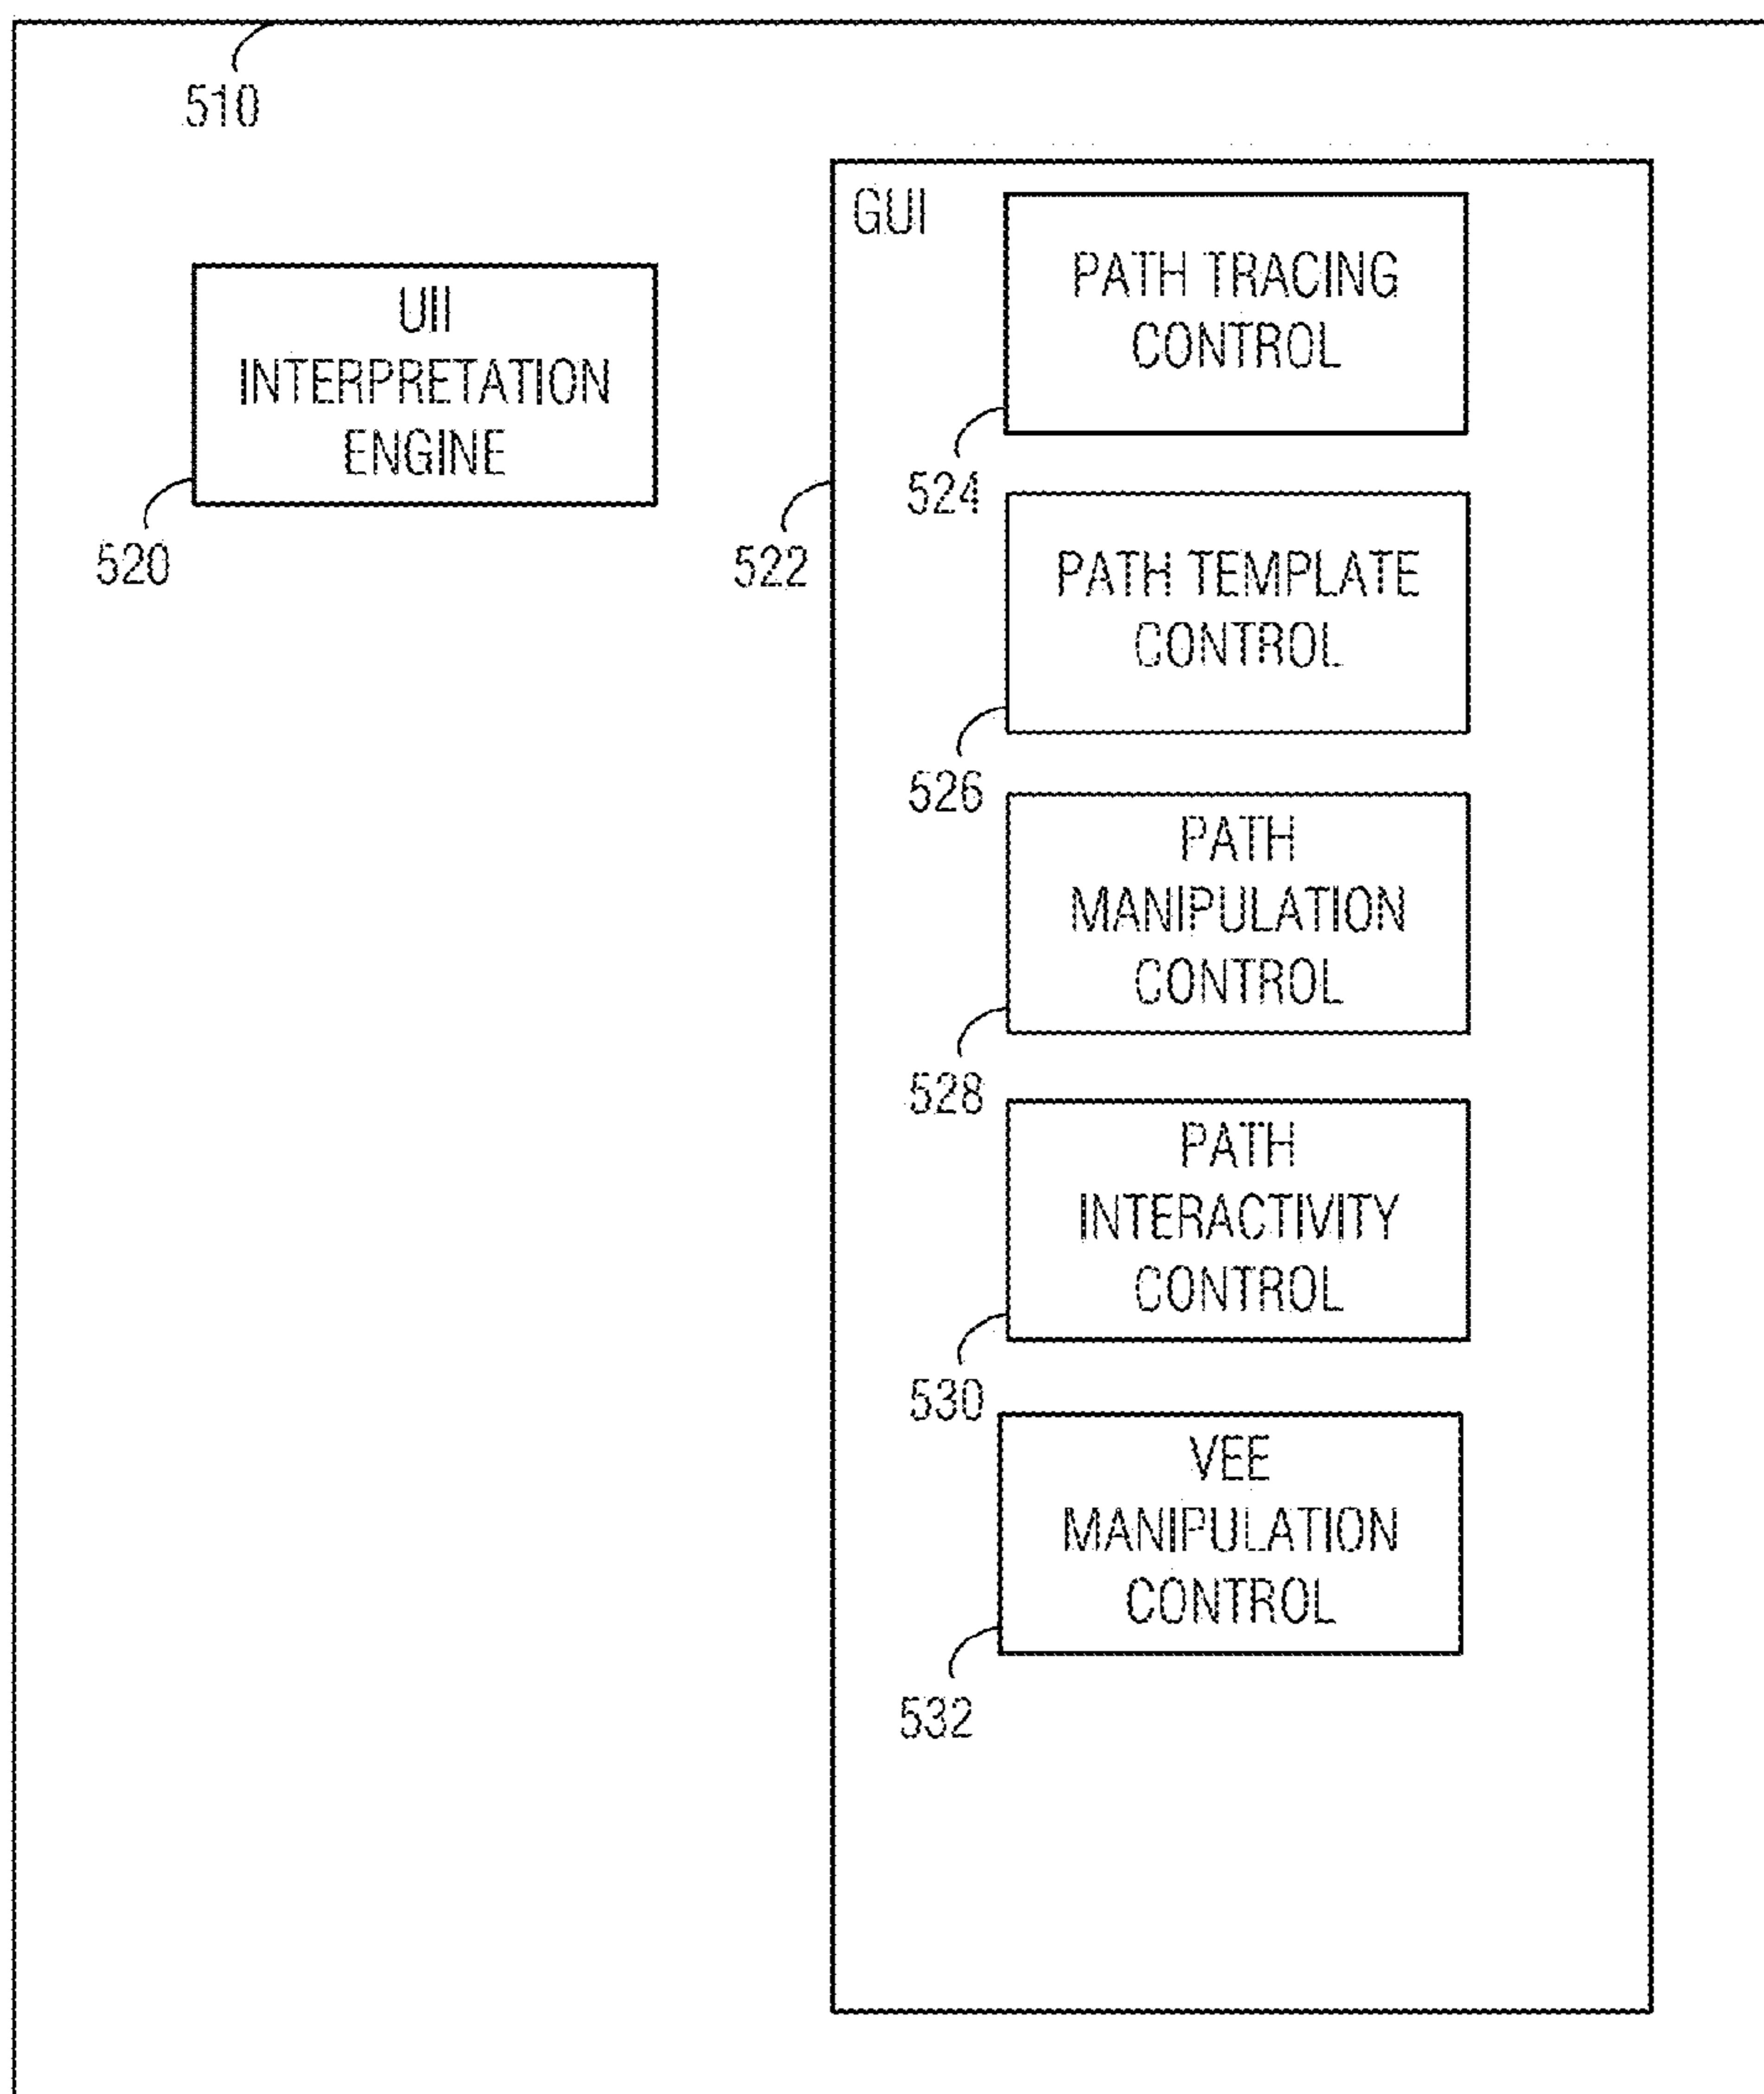 510
GUI
PATH TRACING
CONTROL
524
UII
INTERPRETATION
ENGINE
520
522
PATH TEMPLATE
CONTROL
526
PATH
MANIPULATION
CONTROL
528
PATH
INTERACTIVITY
CONTROL
530
VEE
MANIPULATION
CONTROL
532